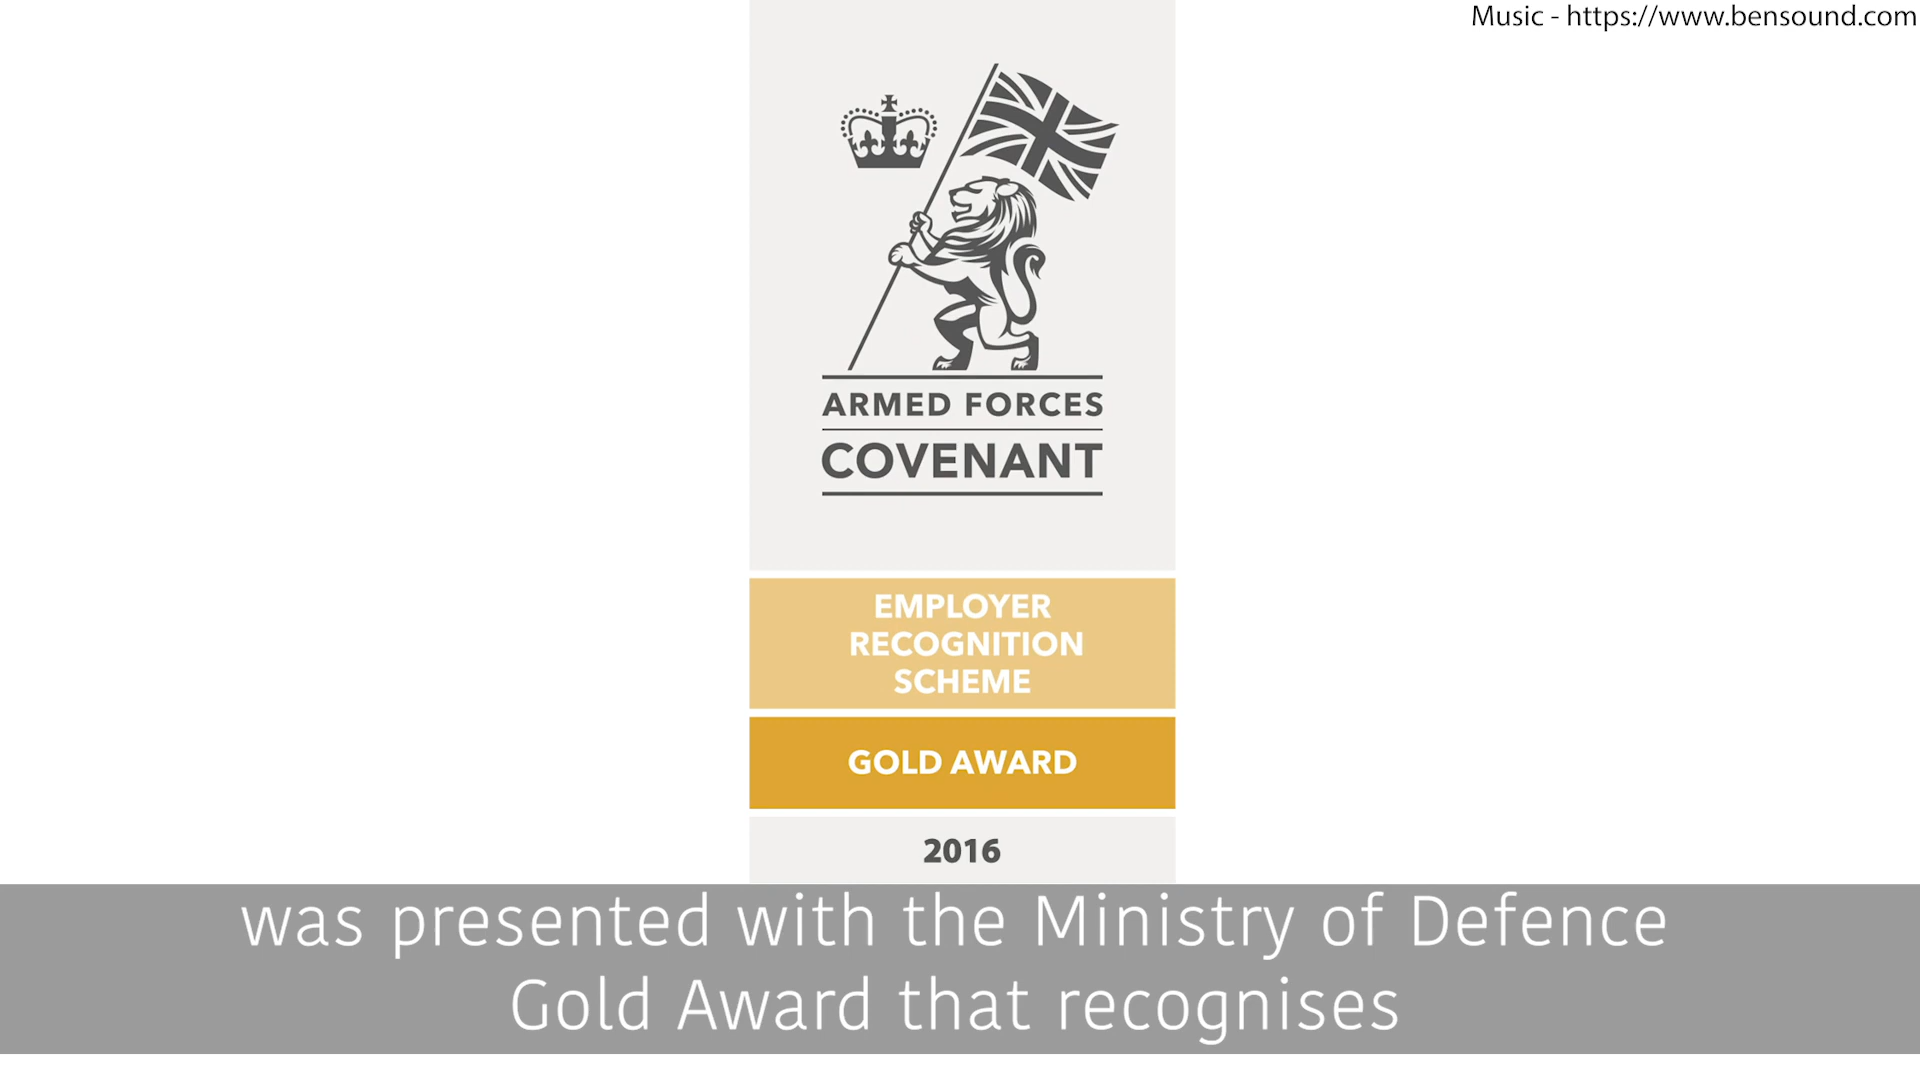 Music - https://www.bensound.com
ARMED FORCES
COVENANT
EMPLOYER
RECOGNITION
SCHEME
GOLD AWARD
2016
was presented with the Ministry of Defence
Gold Award that recognises